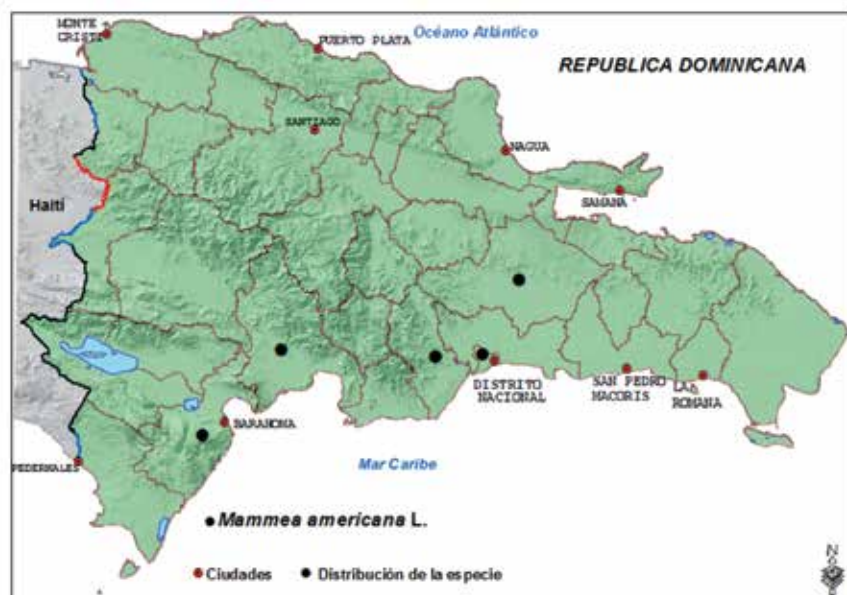 MONTE
CRISTI
PUERTO PLATA
Océano Atlántico
REPUBLICA DOMINICANA
SANTIAGO
NAGUA
SAMANA
Haití
DISTRITO
NACIONAL
SAN PEDRO
MACORIS
LA
ROMANA
BARAHONA
PEDERNALES
Mar Caribe
Mammea americana L.
Ciudades
Distribución de la especie
N